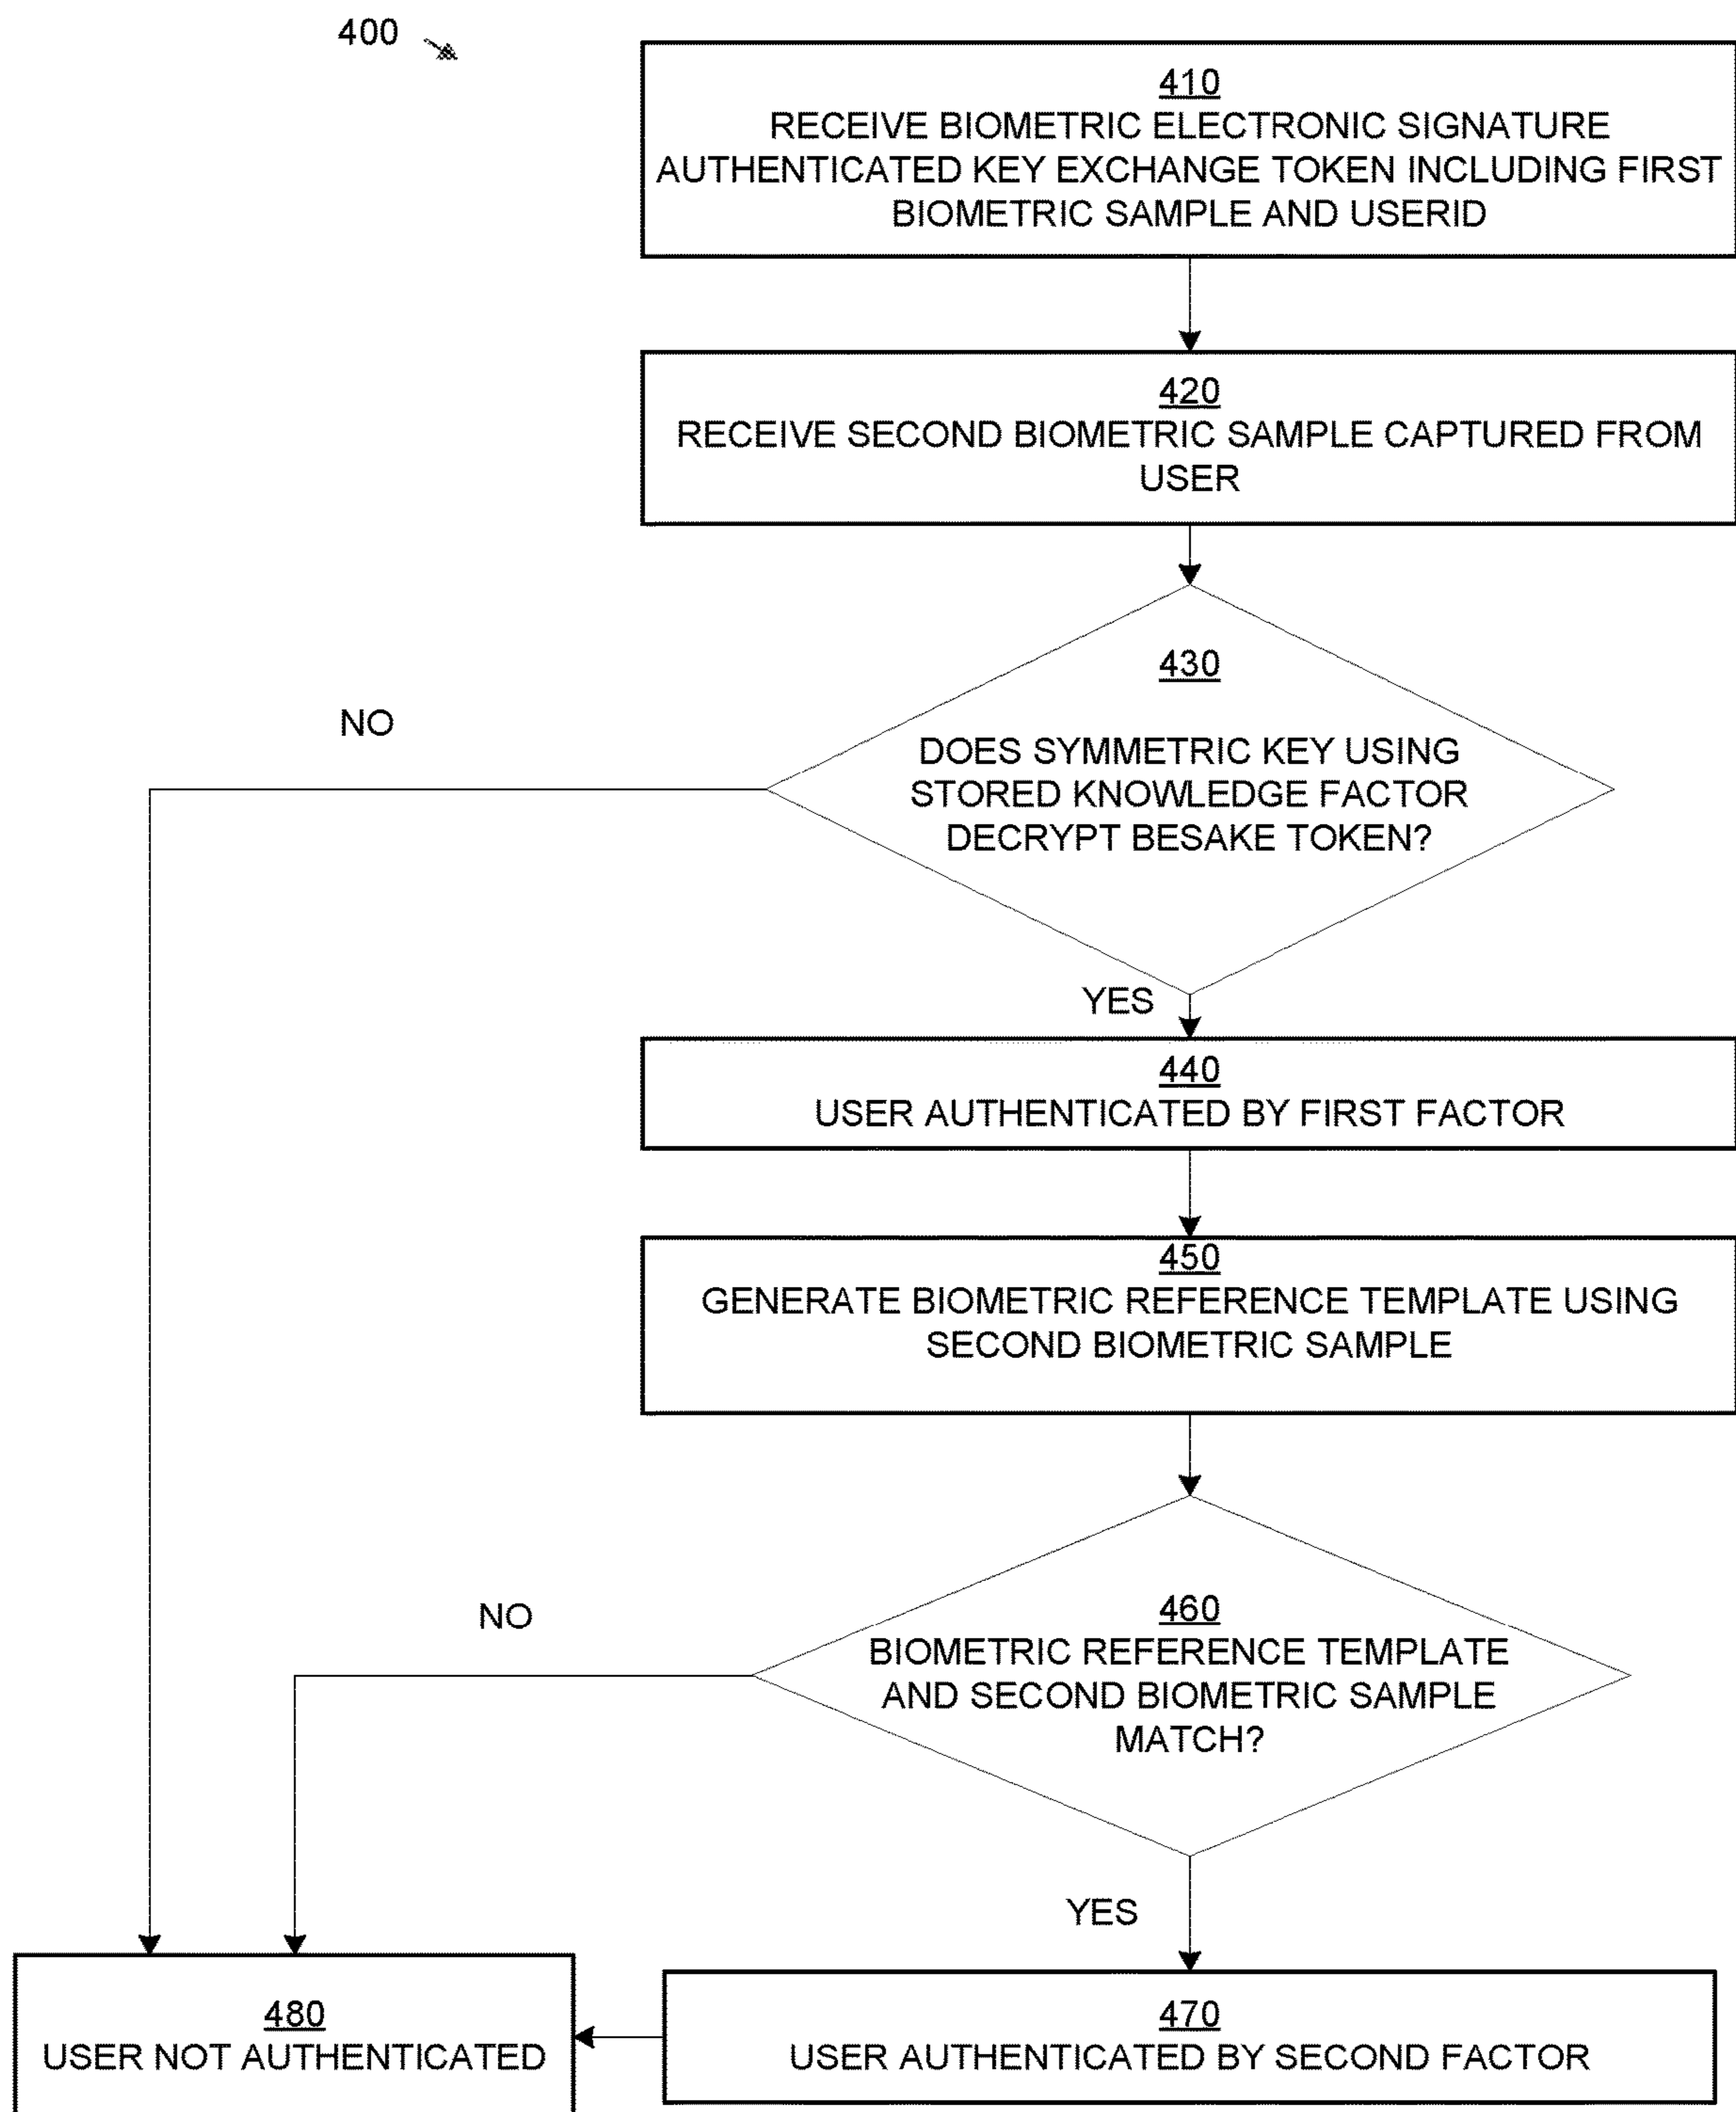 400
410
RECEIVE BIOMETRIC ELECTRONIC SIGNATURE
AUTHENTICATED KEY EXCHANGE TOKEN INCLUDING FIRST
BIOMETRIC SAMPLE AND USERID
420
RECEIVE SECOND BIOMETRIC SAMPLE CAPTURED FROM
USER
430
NO
DOES SYMMETRIC KEY USING
STORED KNOWLEDGE FACTOR
DECRYPT BESAKE TOKEN?
YES
440
USER AUTHENTICATED BY FIRST FACTOR
450
GENERATE BIOMETRIC REFERENCE TEMPLATE USING
SECOND BIOMETRIC SAMPLE
460
NO
BIOMETRIC REFERENCE TEMPLATE
AND SECOND BIOMETRIC SAMPLE
MATCH?
YES
470
USER AUTHENTICATED BY SECOND FACTOR
480
USER NOT AUTHENTICATED